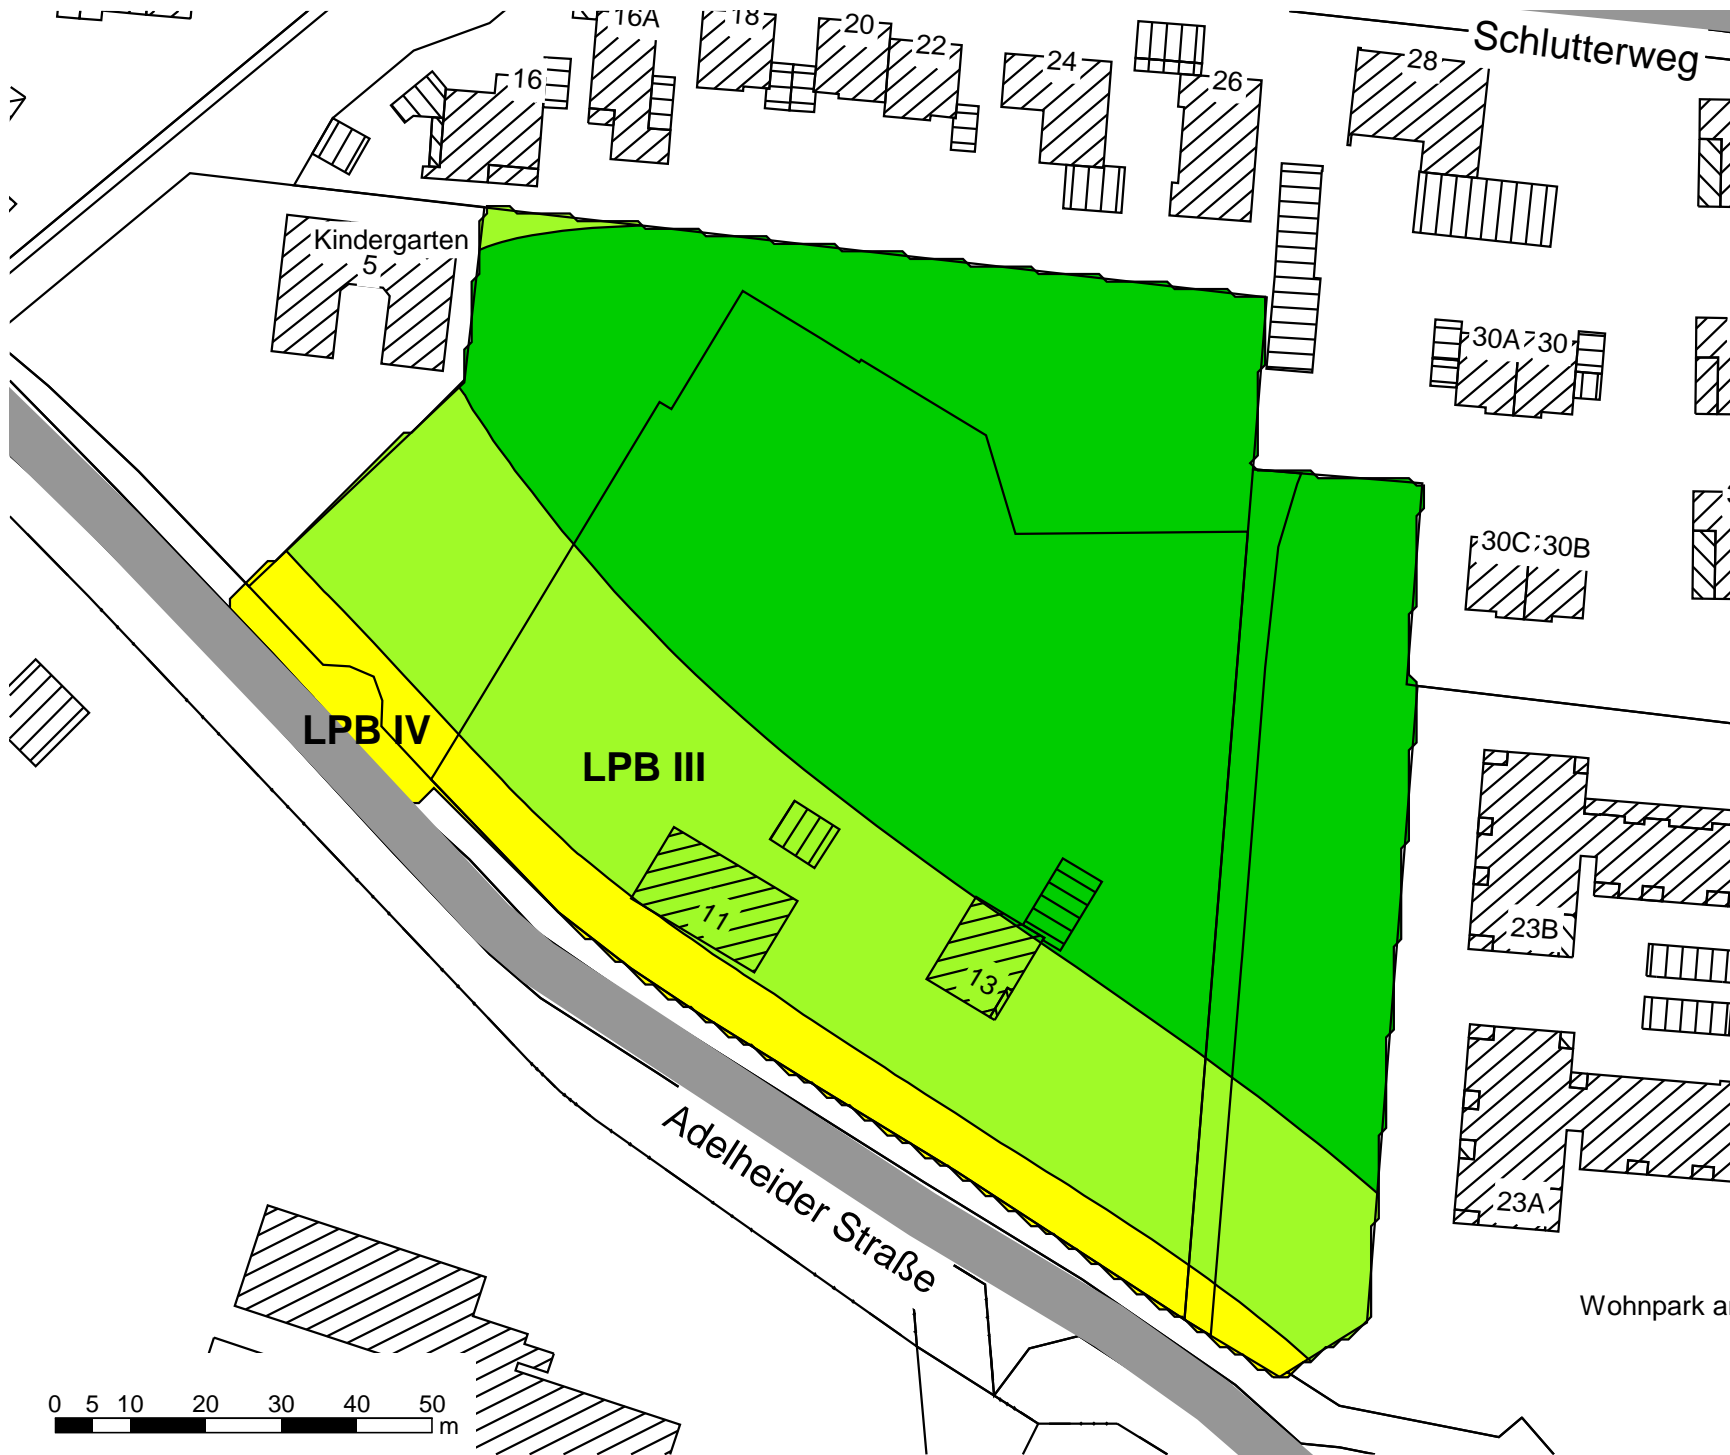 16A
18
20
22
24
26
28
Schlutterweg
16
Kindergarten
5
30A
30
30C
30B
LPB IV
LPB III
11
13
23B
23A
Adelheider Straße
Wohnpark
0 5 10 20 30 40 50
m